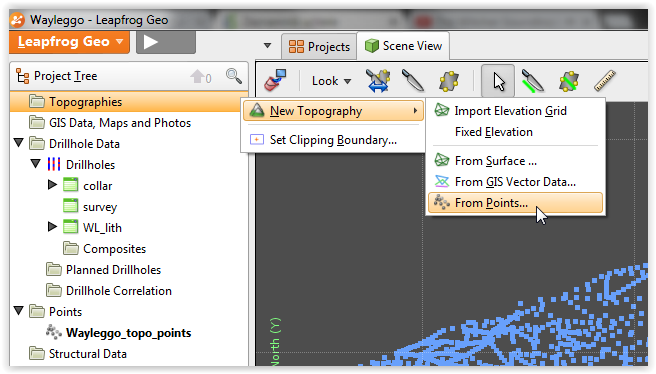 Wayleggo - Leapfrog Geo
Leapfrog Geo
Projects
Scene View
Project Tree
0
Look
Topographies
GIS Data, Maps and Photos
Drillhole Data
Drillholes
collar
survey
WL_lith
Composites
Planned Drillholes
Drillhole Correlation
Points
Wayleggo_topo_points
Structural Data
New Topography
Set Clipping Boundary...
Import Elevation Grid
Fixed Elevation
From Surface ...
From GIS Vector Data...
From Points...
North (Y)